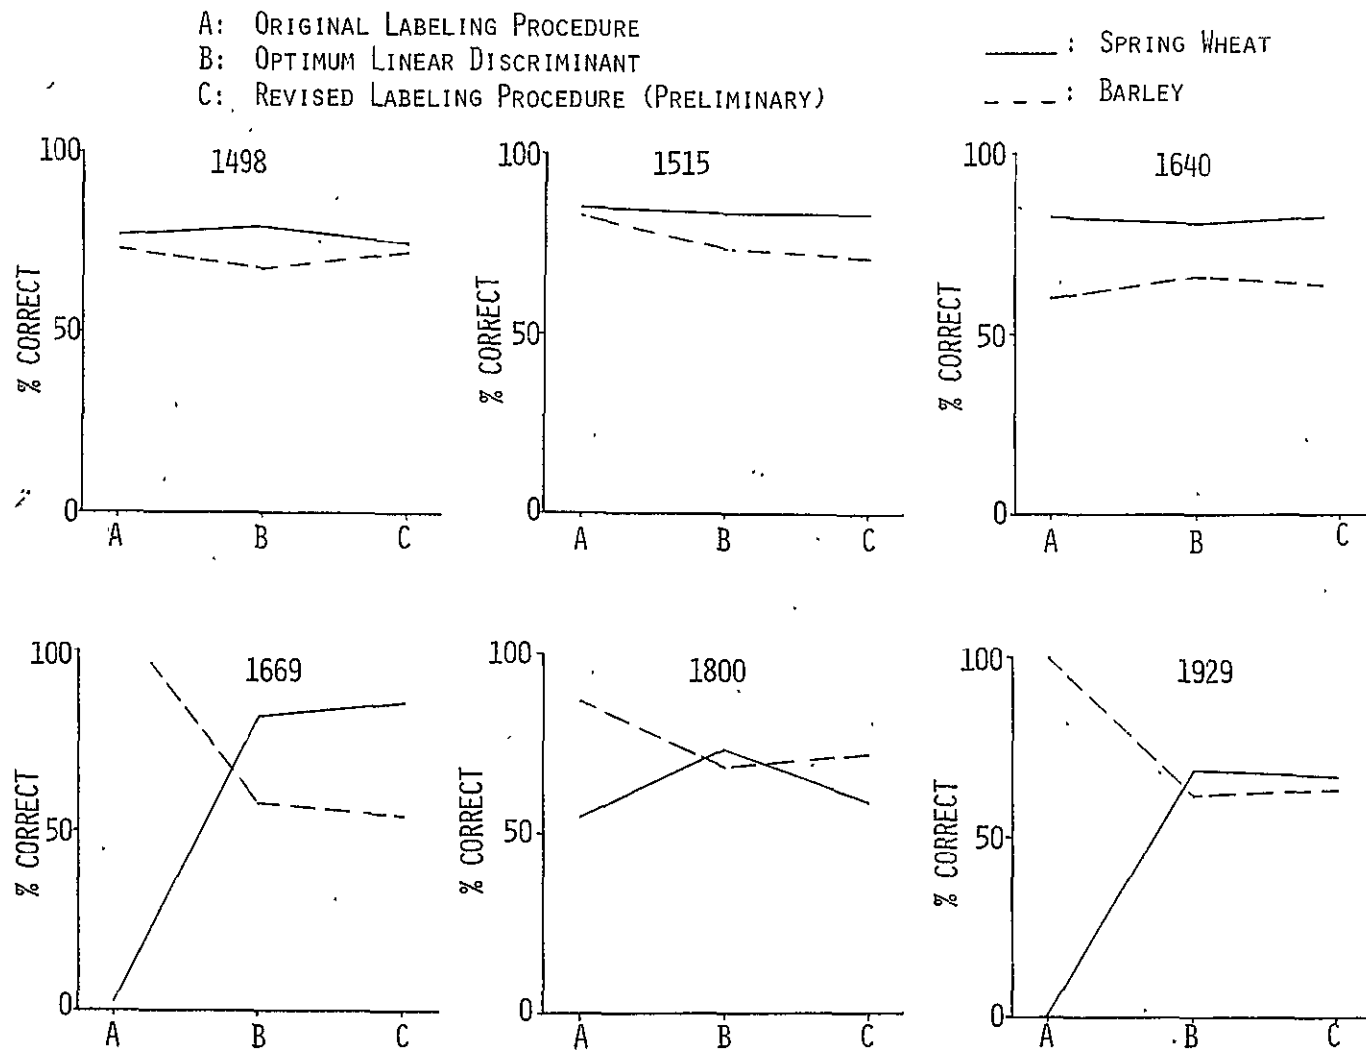 A: ORIGINAL LABELING PROCEDURE
B: OPTIMUM LINEAR DISCRIMINANT
C: REVISED LABELING PROCEDURE (PRELIMINARY)
: SPRING WHEAT
: BARLEY
1498
100
50
0
% CORRECT
A B C
1515
100
50
0
% CORRECT
A B C
1640
100
50
0
% CORRECT
A B C
1669
100
50
0
% CORRECT
A B C
1800
100
50
0
% CORRECT
A B C
1929
100
50
0
% CORRECT
A B C